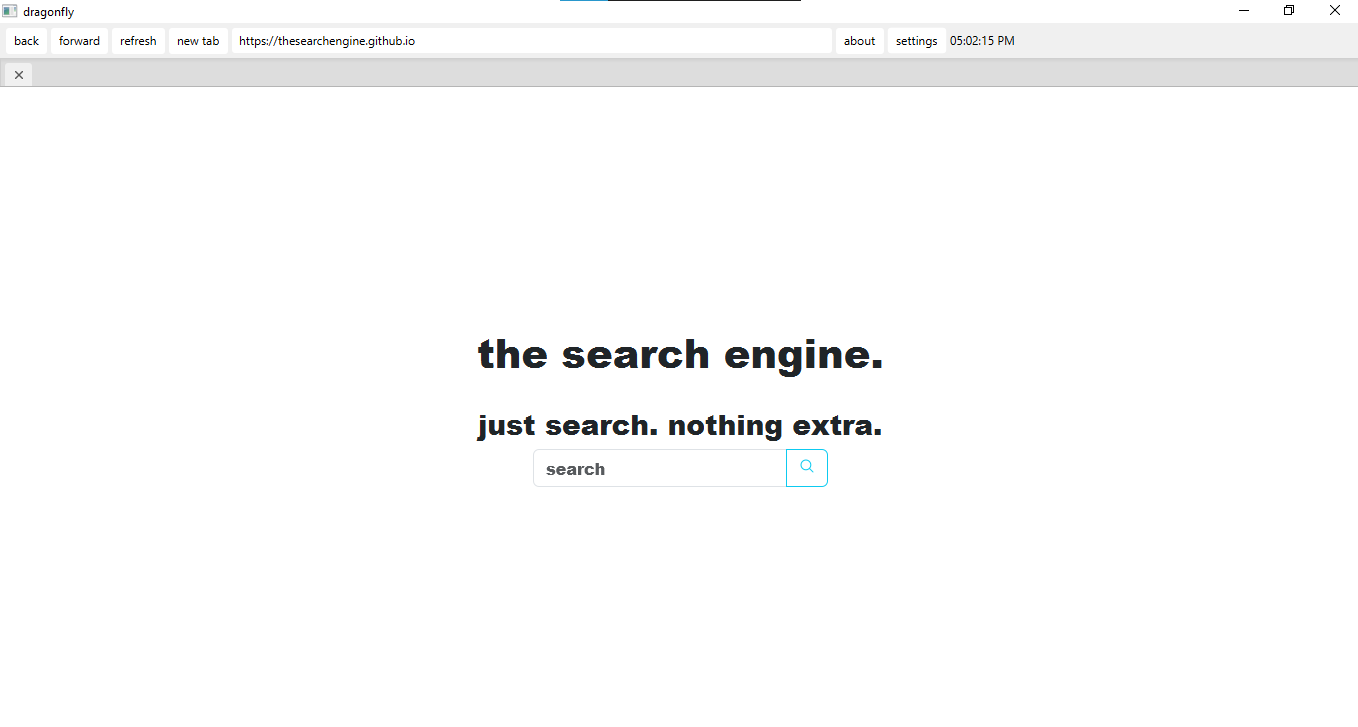 dragonfly
back forward refresh new tab https://thesearchengine.github.io about settings 05:02:15 PM
the search engine.
just search. nothing extra.
search